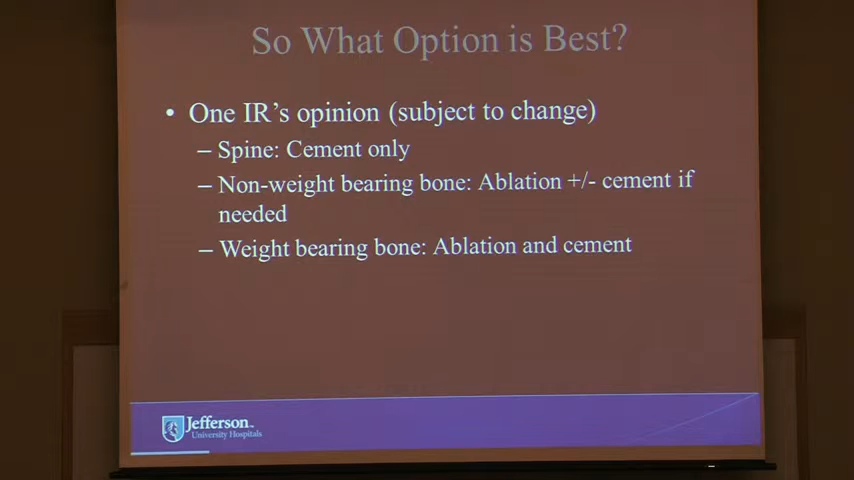 So What Option is Best?
• One IR's opinion (subject to change)
– Spine: Cement only
– Non-weight bearing bone: Ablation +/- cement if
needed
– Weight bearing bone: Ablation and cement
Jefferson™
University Hospitals